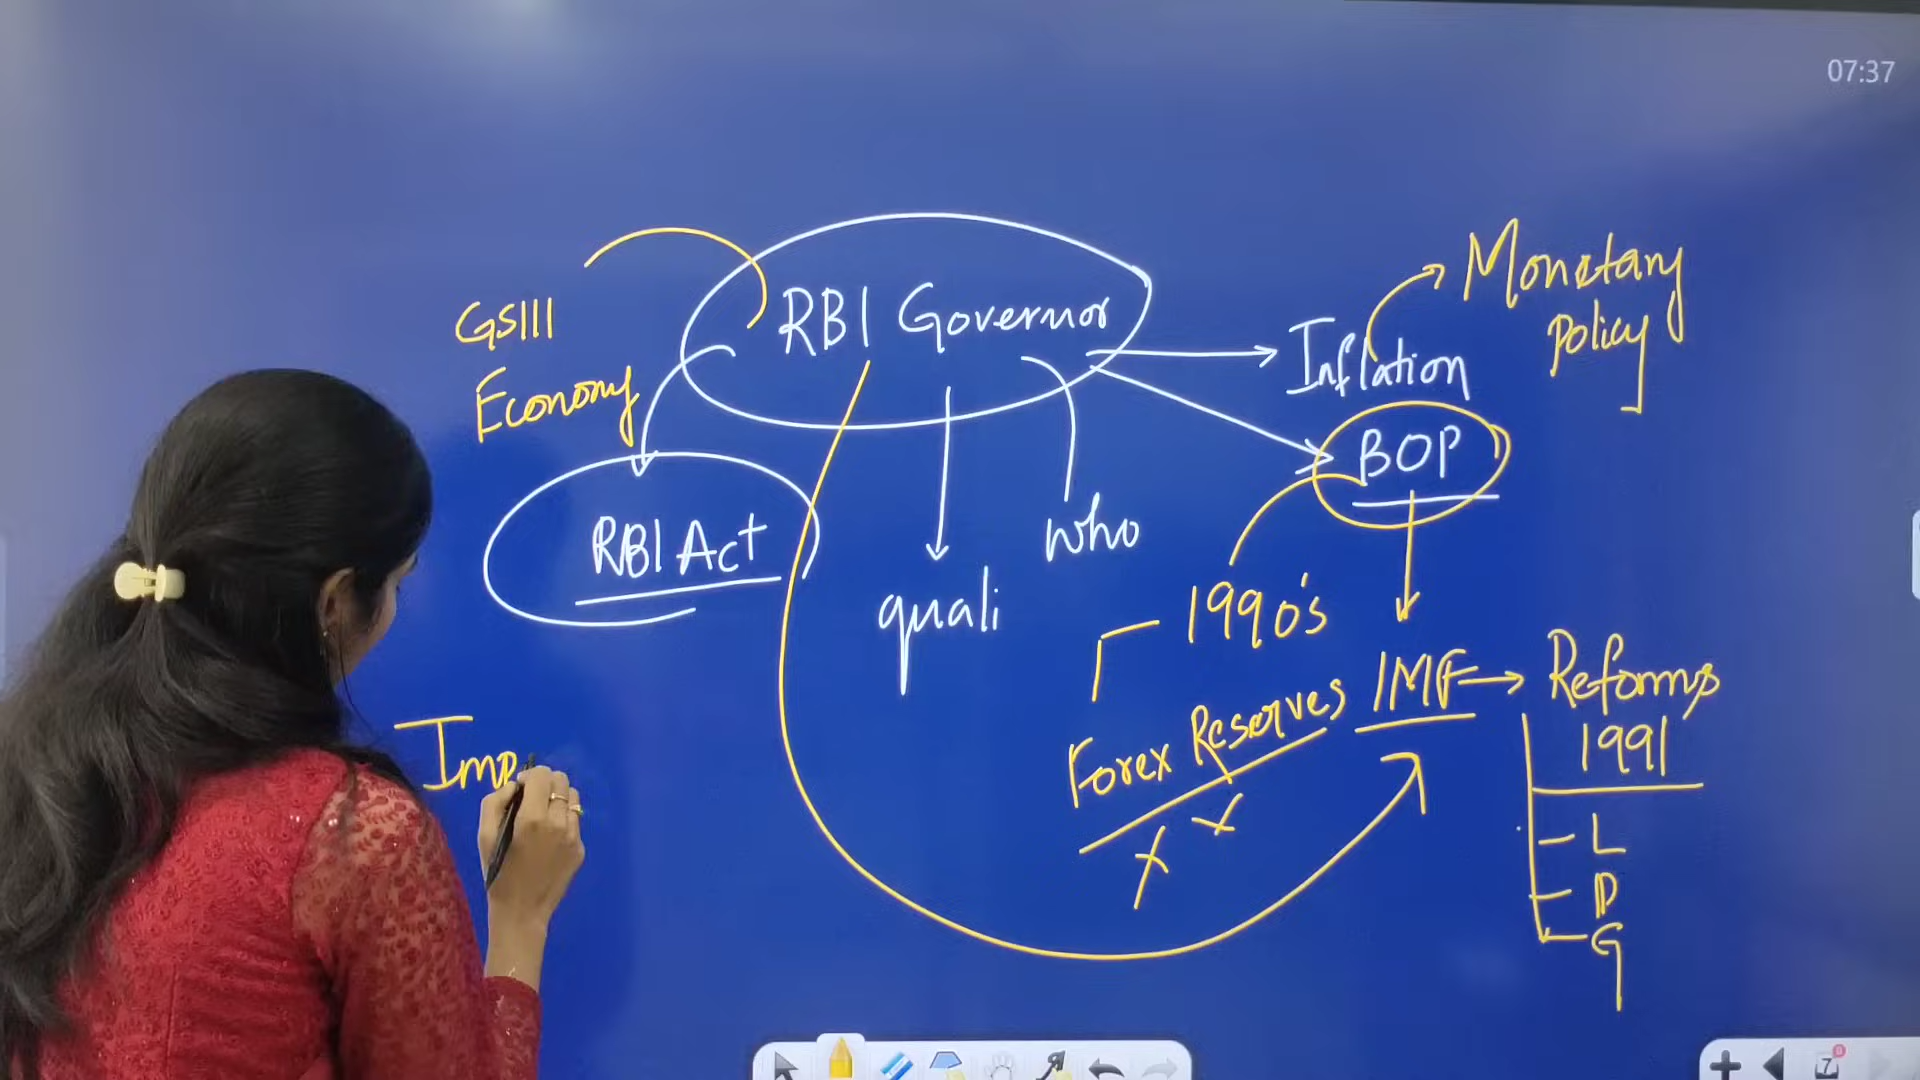 07:37
RBI Governor
GSIII
Economy
RBI Act
quali
who
Inflation
Monetary
Policy
BOP
1990's
Forex Reserves
IMF
Reforms
1991
L
P
G
Imp